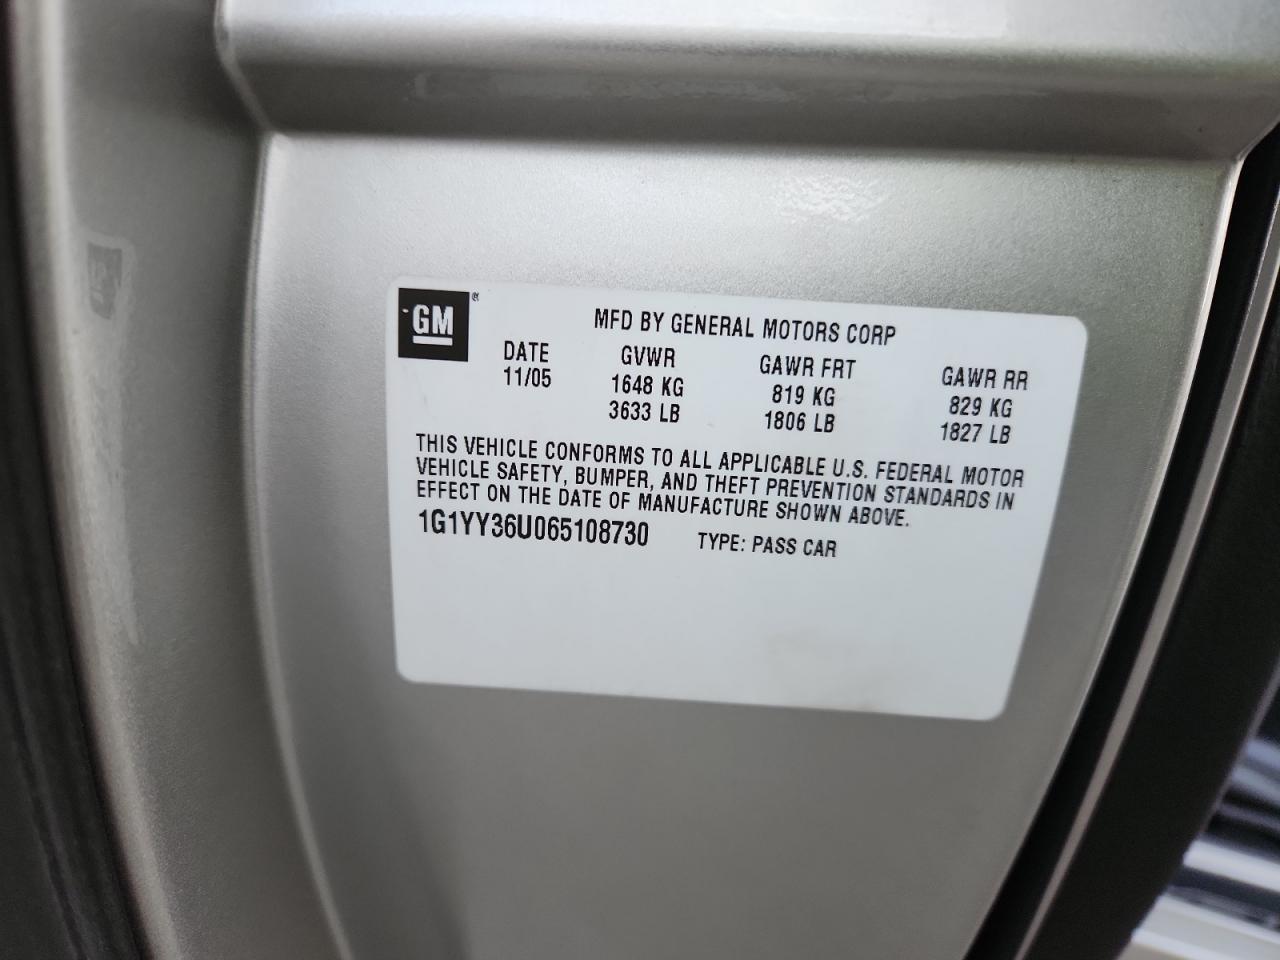 GM
MFD BY GENERAL MOTORS CORP
DATE GVWR GAWR FRT GAWR RR
11/05 1648 KG 819 KG 829 KG
3633 LB 1806 LB 1827 LB
THIS VEHICLE CONFORMS TO ALL APPLICABLE U.S. FEDERAL MOTOR
VEHICLE SAFETY, BUMPER, AND THEFT PREVENTION STANDARDS IN
EFFECT ON THE DATE OF MANUFACTURE SHOWN ABOVE.
1G1YY36U065108730 TYPE: PASS CAR